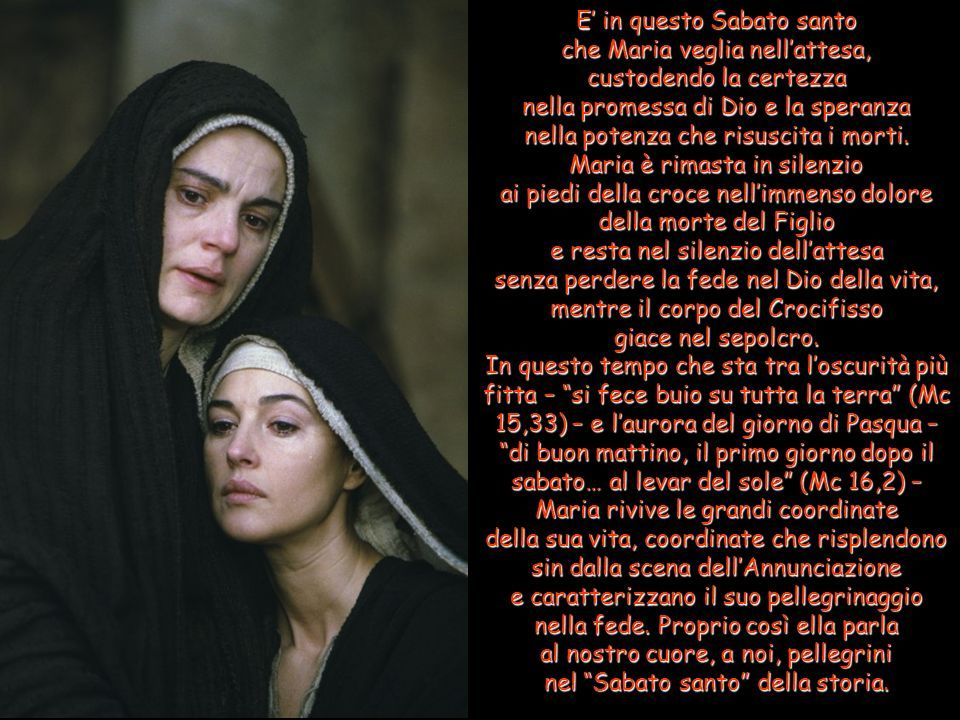 E’ in questo Sabato santo
che Maria veglia nell’attesa,
custodendo la certezza
nella promessa di Dio e la speranza
nella potenza che risuscita i morti.
Maria è rimasta in silenzio
ai piedi della croce nell’immenso dolore
della morte del Figlio
e resta nel silenzio dell’attesa
senza perdere la fede nel Dio della vita,
mentre il corpo del Crocifisso
giace nel sepolcro.
In questo tempo che sta tra l’oscurità più
fitta – “si fece buio su tutta la terra” (Mc
15,33) – e l’aurora del giorno di Pasqua –
“di buon mattino, il primo giorno dopo il
sabato… al levar del sole” (Mc 16,2) –
Maria rivive le grandi coordinate
della sua vita, coordinate che risplendono
sin dalla scena dell’Annunciazione
e caratterizzano il suo pellegrinaggio
nella fede. Proprio così ella parla
al nostro cuore, a noi, pellegrini
nel “Sabato santo” della storia.